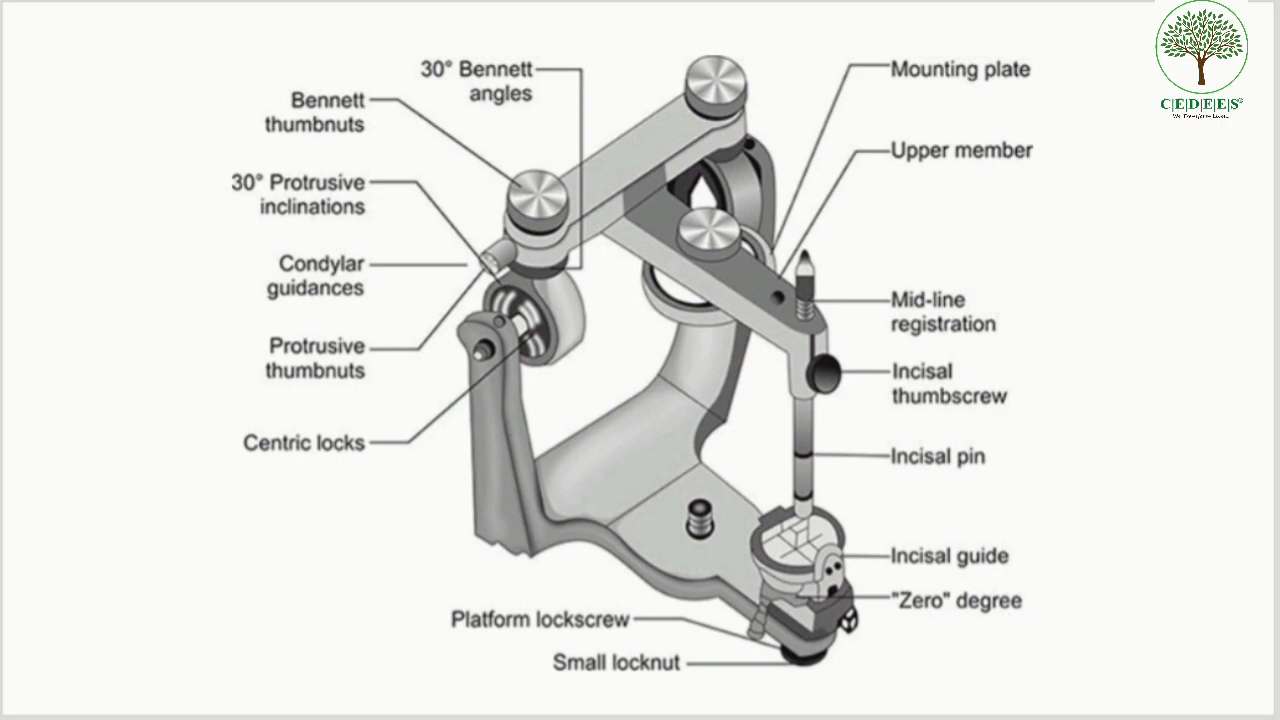 30° Bennett
angles
Bennett
thumbnuts
30° Protrusive
inclinations
Condylar
guidances
Protrusive
thumbnuts
Centric locks
Platform lockscrew
Small locknut
Mounting plate
Upper member
Mid-line
registration
Incisal
thumbscrew
Incisal pin
Incisal guide
"Zero" degree
C|E|D|E|E|S